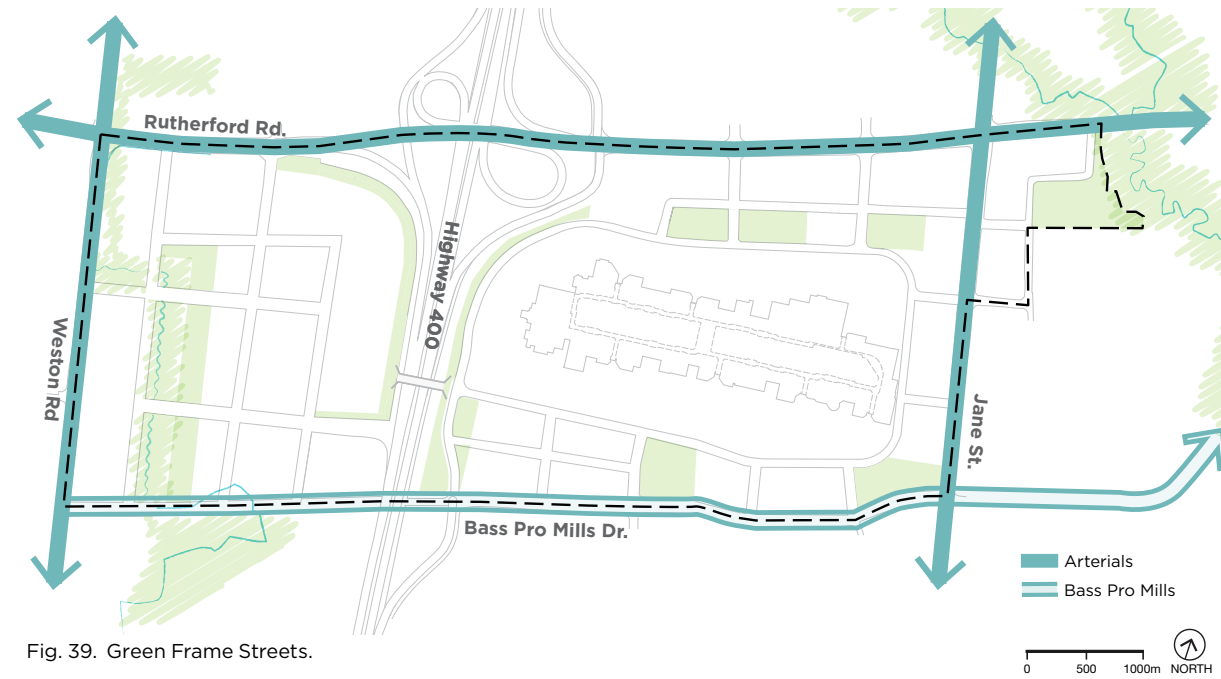 Rutherford Rd.
Highway 400
Weston Rd
Jane St.
Bass Pro Mills Dr.
Arterials
Bass Pro Mills
Fig. 39. Green Frame Streets.
0 500 1000m NORTH